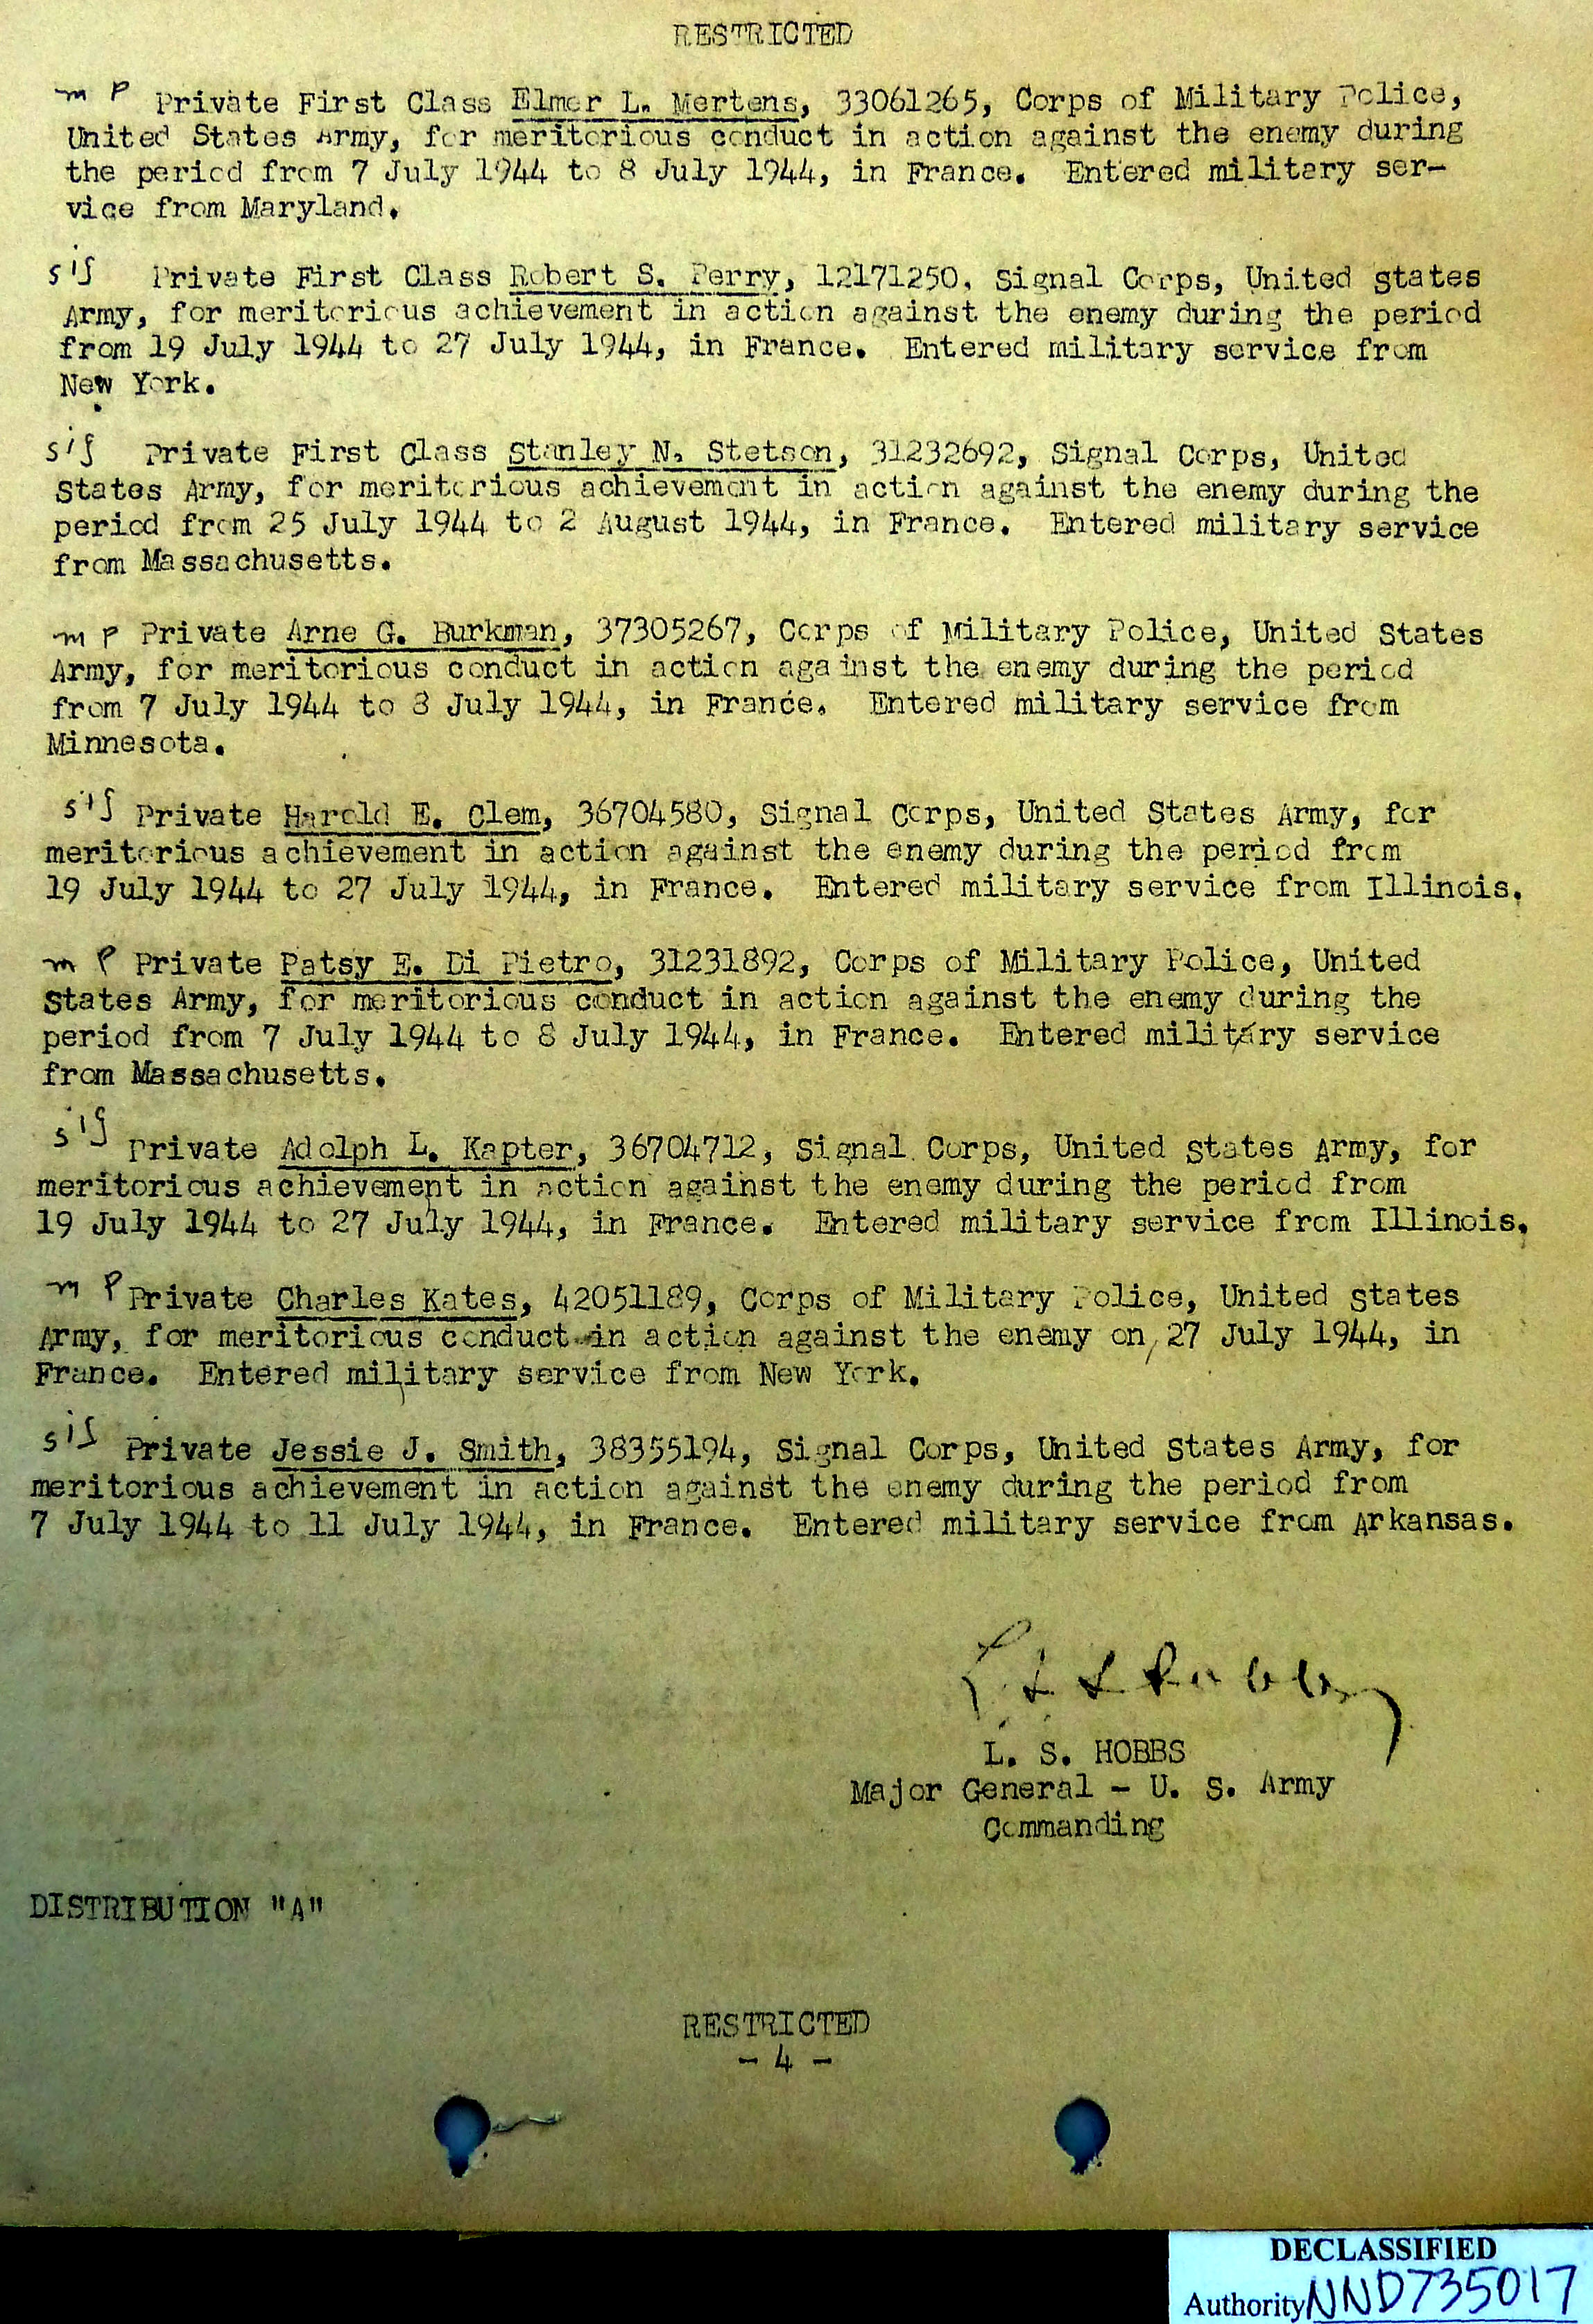 RESTRICTED
m P Private First Class Elmer L. Mertens, 33061265, Corps of Military Police,
United States Army, for meritorious conduct in action against the enemy during
the period from 7 July 1944 to 8 July 1944, in France. Entered military ser-
vice from Maryland.
sig Private First Class Robert S. Perry, 12171250, Signal Corps, United States
Army, for meritorious achievement in action against the enemy during the period
from 19 July 1944 to 27 July 1944, in France. Entered military service from
New York.
sig Private First Class Stanley N. Stetson, 31232692, Signal Corps, United
States Army, for meritorious achievement in action against the enemy during the
period from 25 July 1944 to 2 August 1944, in France. Entered military service
from Massachusetts.
m P Private Arne G. Burkman, 37305267, Corps of Military Police, United States
Army, for meritorious conduct in action against the enemy during the period
from 7 July 1944 to 8 July 1944, in France. Entered military service from
Minnesota.
sig Private Harold E. Clem, 36704580, Signal Corps, United States Army, for
meritorious achievement in action against the enemy during the period from
19 July 1944 to 27 July 1944, in France. Entered military service from Illinois.
m P Private Patsy E. Di Pietro, 31231892, Corps of Military Police, United
States Army, for meritorious conduct in action against the enemy during the
period from 7 July 1944 to 8 July 1944, in France. Entered military service
from Massachusetts.
sig Private Adolph L. Kapter, 36704712, Signal Corps, United States Army, for
meritorious achievement in action against the enemy during the period from
19 July 1944 to 27 July 1944, in France. Entered military service from Illinois.
m P Private Charles Kates, 42051189, Corps of Military Police, United States
Army, for meritorious conduct in action against the enemy on 27 July 1944, in
France. Entered military service from New York.
sig Private Jessie J. Smith, 38355194, Signal Corps, United States Army, for
meritorious achievement in action against the enemy during the period from
7 July 1944 to 11 July 1944, in France. Entered military service from Arkansas.
L S Hobbs
L. S. HOBBS
Major General - U. S. Army
Commanding
DISTRIBUTION "A"
RESTRICTED
- 4 -
DECLASSIFIED
Authority NND735017